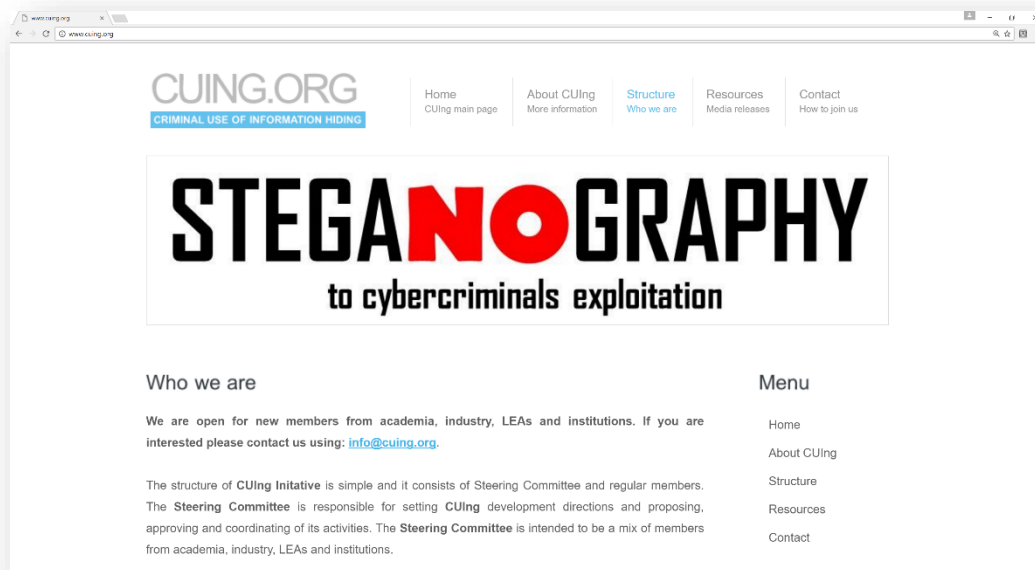 www.cuing.org
www.cuing.org
CUING.ORG
CRIMINAL USE OF INFORMATION HIDING
Home
CUIng main page
About CUIng
More information
Structure
Who we are
Resources
Media releases
Contact
How to join us
STEGANOGRAPHY
to cybercriminals exploitation
Who we are
We are open for new members from academia, industry, LEAs and institutions. If you are
interested please contact us using: info@cuing.org.
The structure of CUIng Initative is simple and it consists of Steering Committee and regular members.
The Steering Committee is responsible for setting CUIng development directions and proposing,
approving and coordinating of its activities. The Steering Committee is intended to be a mix of members
from academia, industry, LEAs and institutions.
Menu
Home
About CUIng
Structure
Resources
Contact